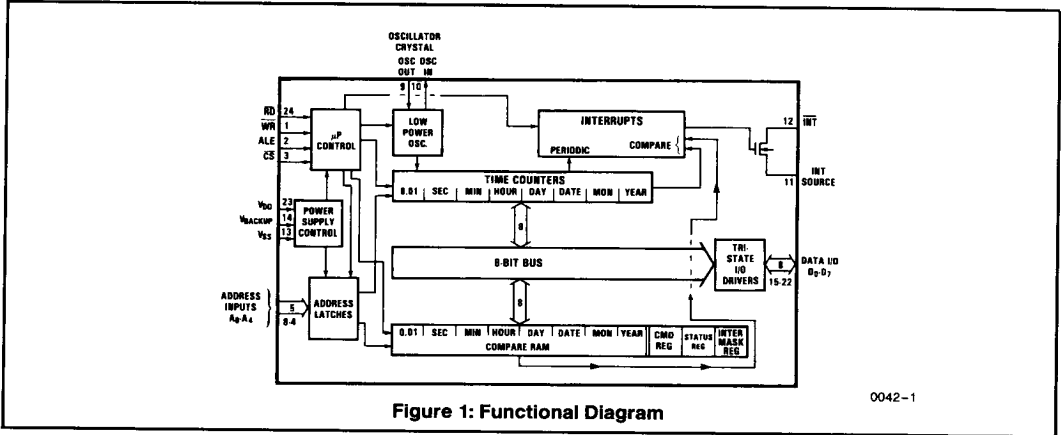 OSCILLATOR
CRYSTAL
OSC OSC
OUT IN
9 10
RD 24
WR 1
ALE 2
CS 3
µP
CONTROL
LOW
POWER
OSC.
INTERRUPTS
PERIODIC
COMPARE
12 INT
11
INT
SOURCE
TIME COUNTERS
0.01 SEC MIN HOUR DAY DATE MON YEAR
VDD 23
VBACKUP 14
VSS 13
POWER
SUPPLY
CONTROL
8
8-BIT BUS
TRI-
STATE
I/O
DRIVERS
8
15-22
DATA I/O
D0-D7
ADDRESS
INPUTS
A0-A4
5
8-4
ADDRESS
LATCHES
8
0.01 SEC MIN HOUR DAY DATE MON YEAR
COMPARE RAM
CMD
REG
STATUS
REG
INTER
MASK
REG
0042-1
Figure 1: Functional Diagram